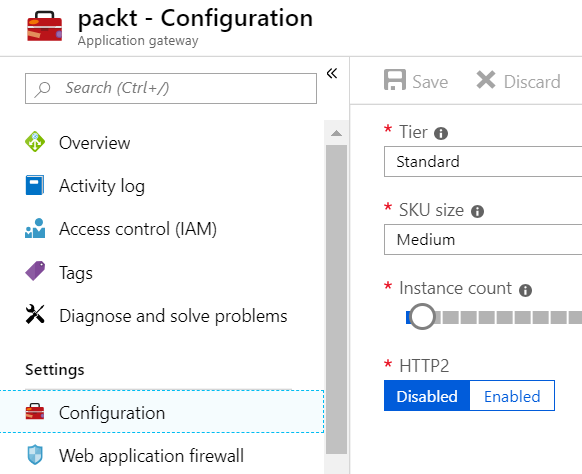 packt - Configuration
Application gateway
Search (Ctrl+/)
«
Overview
Activity log
Access control (IAM)
Tags
Diagnose and solve problems
Settings
Configuration
Web application firewall
Save Discard
* Tier
Standard
* SKU size
Medium
* Instance count
* HTTP2
Disabled Enabled